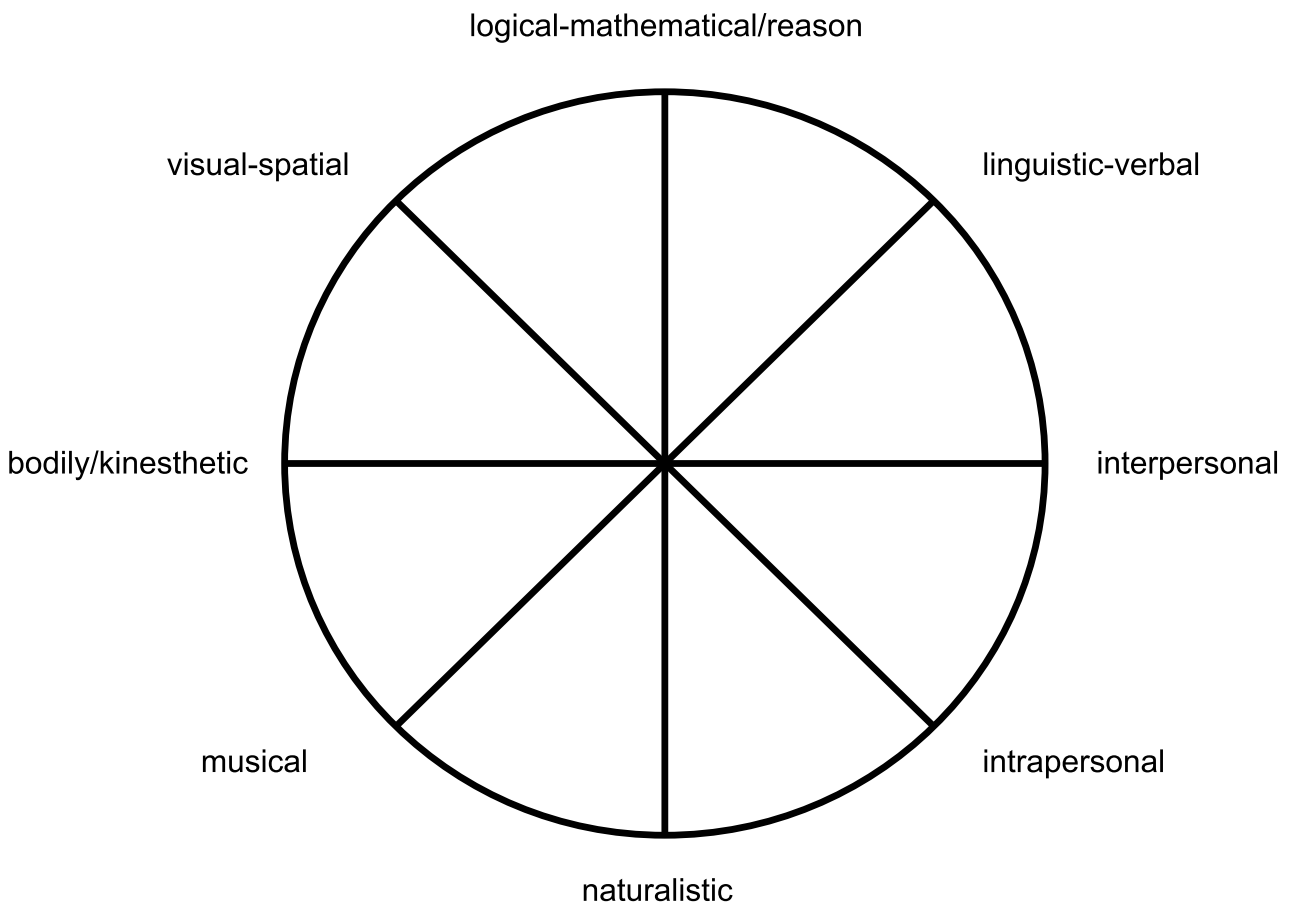 logical-mathematical/reason
visual-spatial
linguistic-verbal
bodily/kinesthetic
interpersonal
musical
intrapersonal
naturalistic